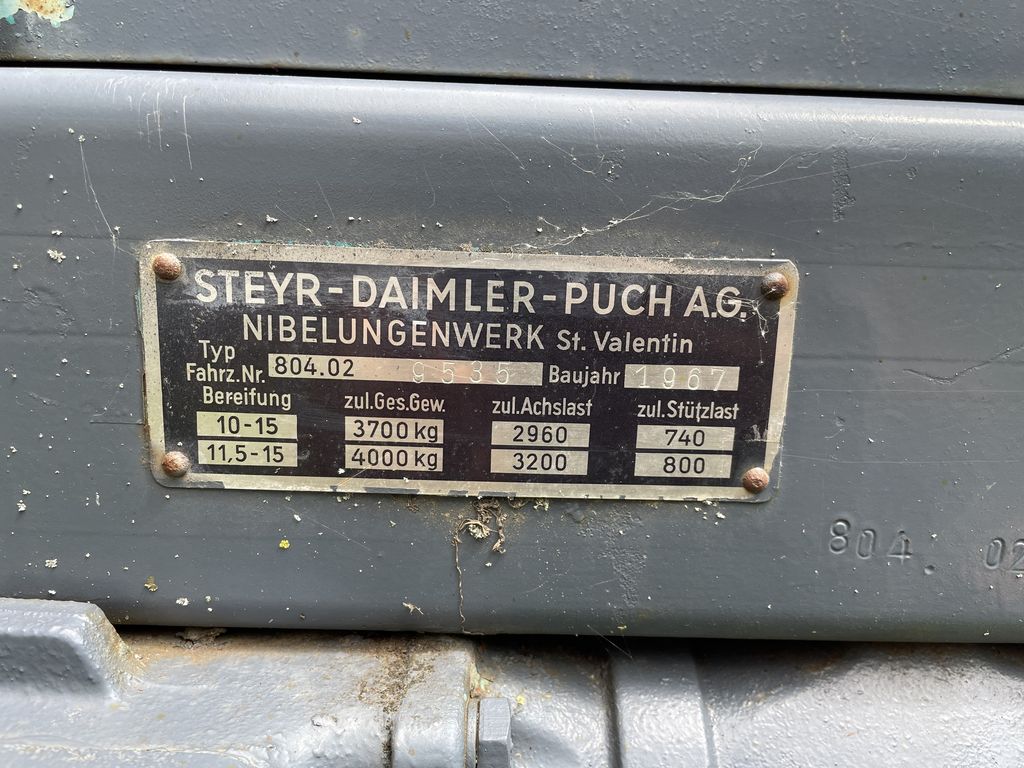 STEYR-DAIMLER-PUCH A.G.
NIBELUNGENWERK St. Valentin
Typ
Fahrz.Nr. 804.02 9535 Baujahr 1967
Bereifung zul.Ges.Gew. zul.Achslast zul.Stützlast
10-15 3700 kg 2960 740
11,5-15 4000 kg 3200 800
804. 02